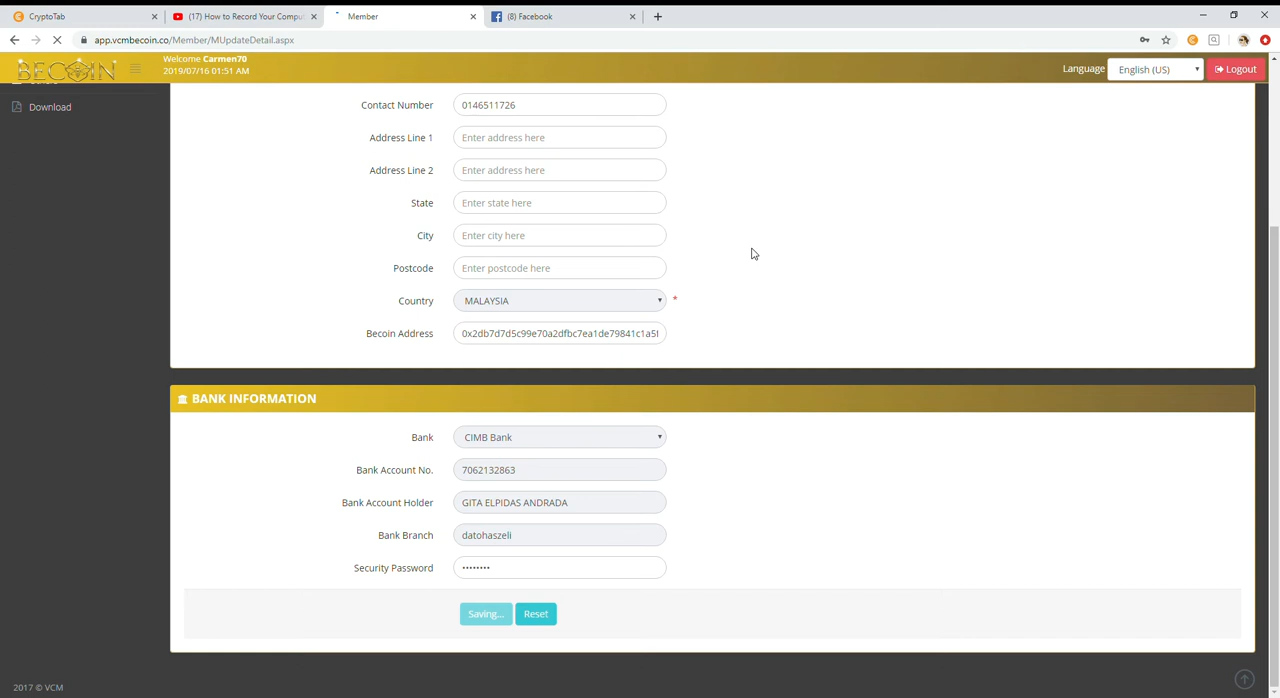 CryptoTab
(17) How to Record Your Compu
Member
(8) Facebook
app.vcmbecoin.co/Member/MUpdateDetail.aspx
BECOIN
Welcome Carmen70
2019/07/16 01:51 AM
Language
English (US)
Logout
Download
Contact Number
0146511726
Address Line 1
Enter address here
Address Line 2
Enter address here
State
Enter state here
City
Enter city here
Postcode
Enter postcode here
Country
MALAYSIA
*
Becoin Address
0x2db7d7d5c99e70a2dfbc7ea1de79841c1a5f
BANK INFORMATION
Bank
CIMB Bank
Bank Account No.
7062132863
Bank Account Holder
GITA ELPIDAS ANDRADA
Bank Branch
datohaszeli
Security Password
••••••••
Saving...
Reset
2017 © VCM